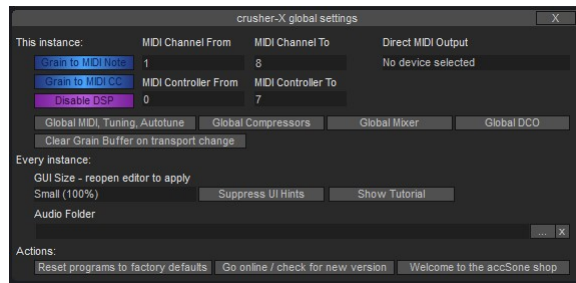 crusher-X global settings X
This instance: MIDI Channel From MIDI Channel To Direct MIDI Output
Grain to MIDI Note 1 8 No device selected
Grain to MIDI CC MIDI Controller From MIDI Controller To
Disable DSP 0 7
Global MIDI, Tuning, Autotune Global Compressors Global Mixer Global DCO
Clear Grain Buffer on transport change
Every instance:
GUI Size - reopen editor to apply
Small (100%) Suppress UI Hints Show Tutorial
Audio Folder
... x
Actions:
Reset programs to factory defaults Go online / check for new version Welcome to the accSone shop